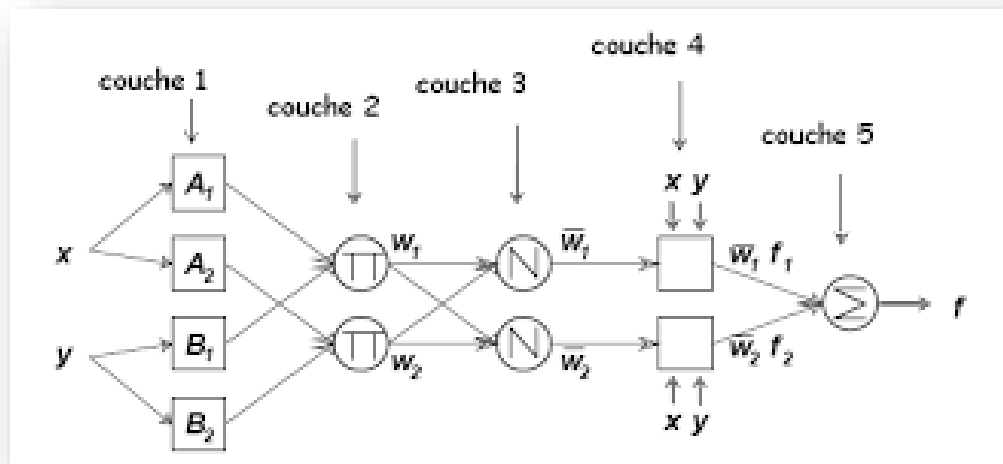 couche 1
couche 2
couche 3
couche 4
couche 5
x
y
A₁
A₂
B₁
B₂
Π
Π
w₁
w₂
N
N
w̅₁
w̅₂
x y
x y
w̅₁ f₁
w̅₂ f₂
Σ
f